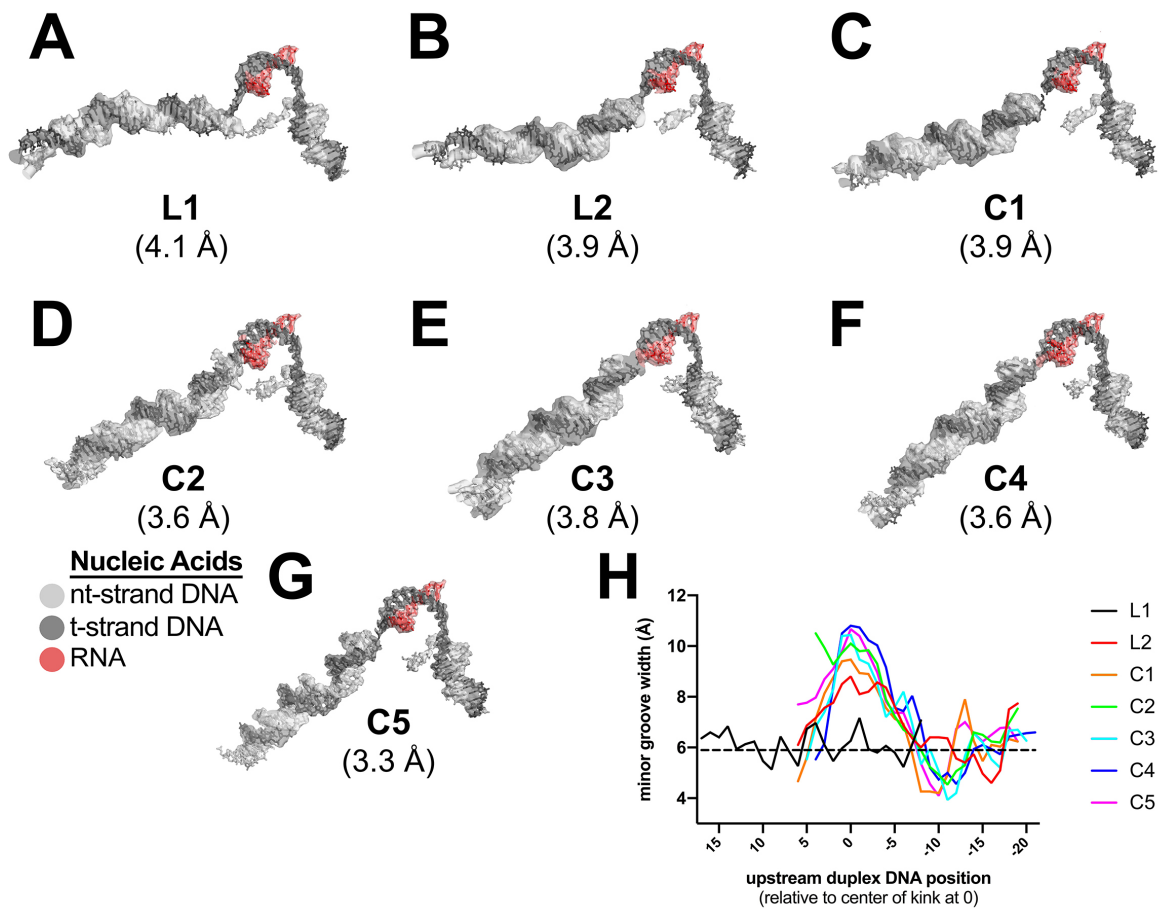 A
B
C
L1
(4.1 Å)
L2
(3.9 Å)
C1
(3.9 Å)
D
E
F
C2
(3.6 Å)
C3
(3.8 Å)
C4
(3.6 Å)
Nucleic Acids
nt-strand DNA
t-strand DNA
RNA
G
C5
(3.3 Å)
H
minor groove width (Å)
12
10
8
6
4
15
10
5
0
-5
-10
-15
-20
upstream duplex DNA position
(relative to center of kink at 0)
L1
L2
C1
C2
C3
C4
C5